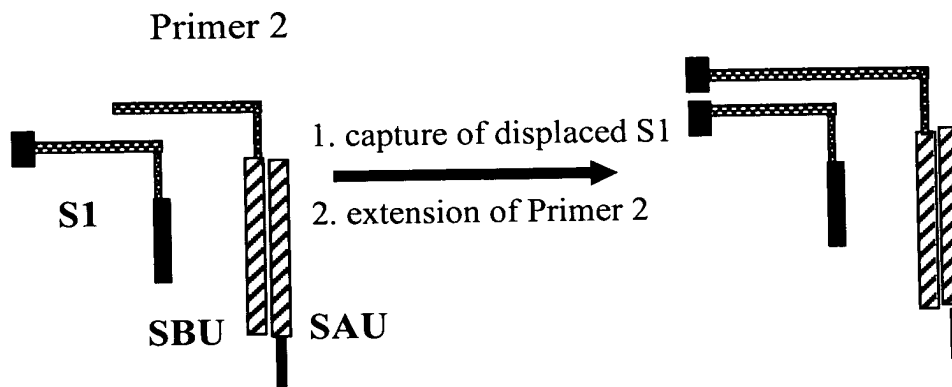 Primer 2
1. capture of displaced S1
2. extension of Primer 2
S1
SBU
SAU